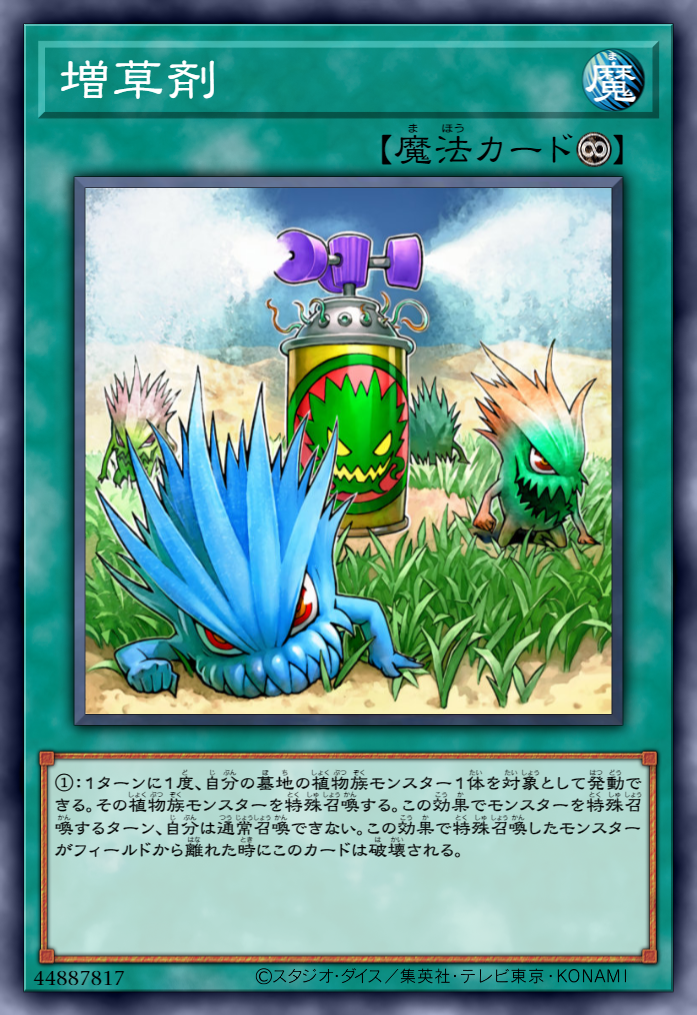 増草剤
魔
ま
ま ほう
【魔法カード】
①:1ターンに1度、自分の墓地の植物族モンスター1体を対象として発動で
きる。その植物族モンスターを特殊召喚する。この効果でモンスターを特殊召
喚するターン、自分は通常召喚できない。この効果で特殊召喚したモンスター
がフィールドから離れた時にこのカードは破壊される。
44887817
©スタジオ・ダイス/集英社・テレビ東京・KONAMI